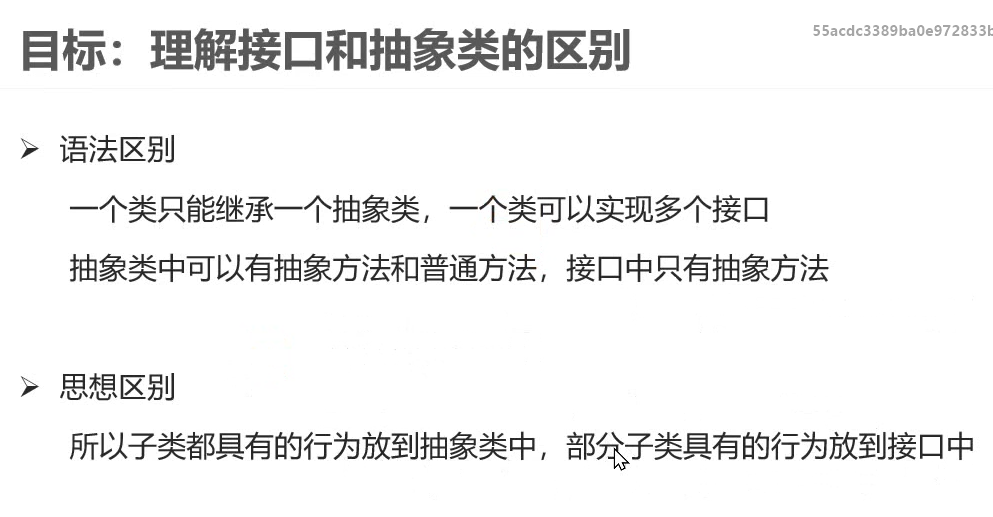 目标：理解接口和抽象类的区别
55acdc3389ba0e972833b
➢ 语法区别
一个类只能继承一个抽象类，一个类可以实现多个接口
抽象类中可以有抽象方法和普通方法，接口中只有抽象方法
➢ 思想区别
所以子类都具有的行为放到抽象类中，部分子类具有的行为放到接口中